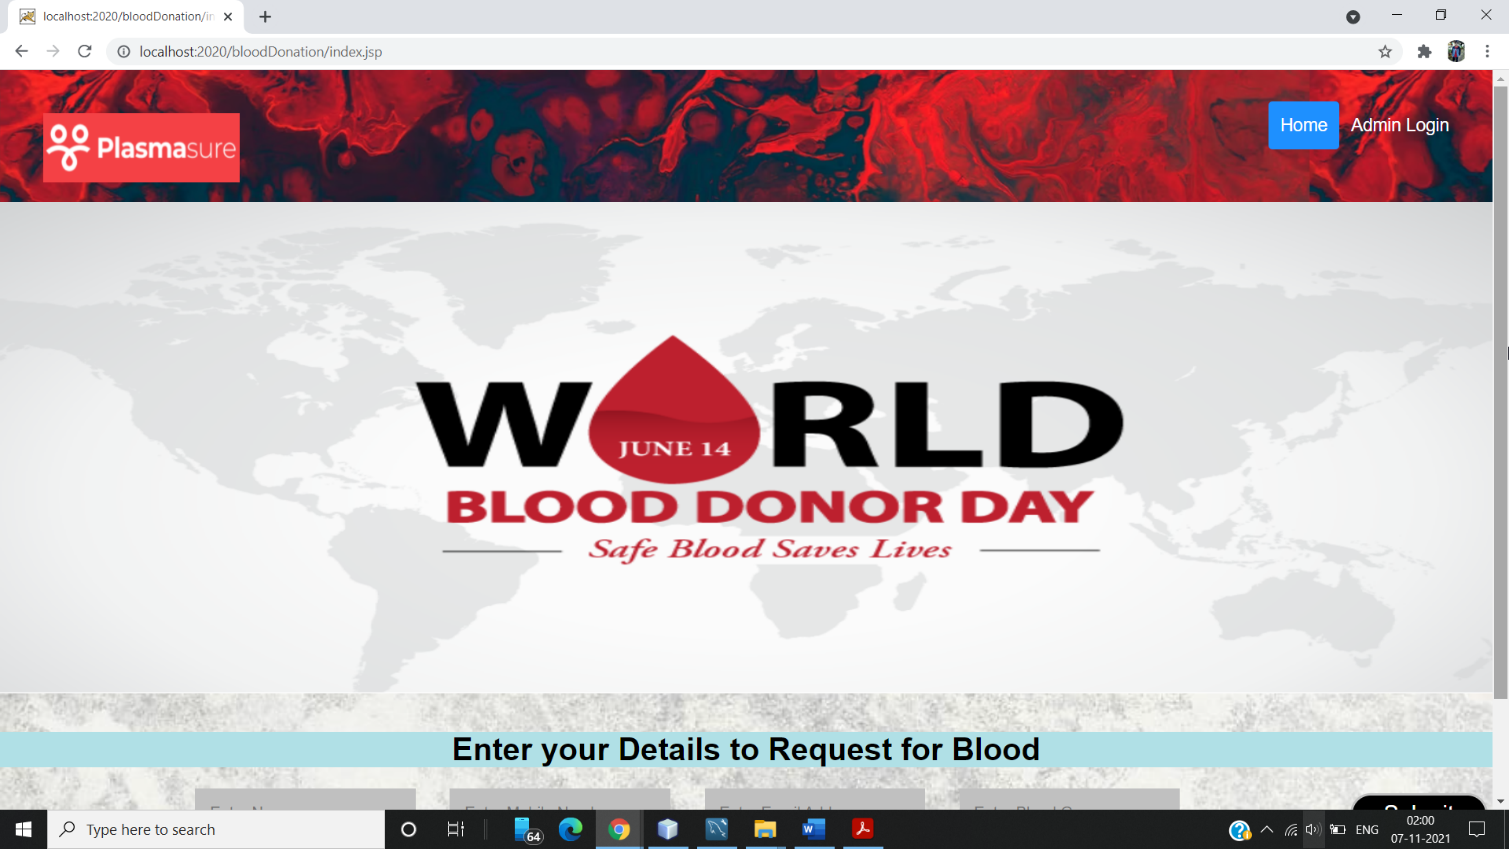 localhost:2020/bloodDonation/in
localhost:2020/bloodDonation/index.jsp
Plasmasure
Home
Admin Login
WORLD
JUNE 14
BLOOD DONOR DAY
Safe Blood Saves Lives
Enter your Details to Request for Blood
Type here to search
64
ENG
02:00
07-11-2021